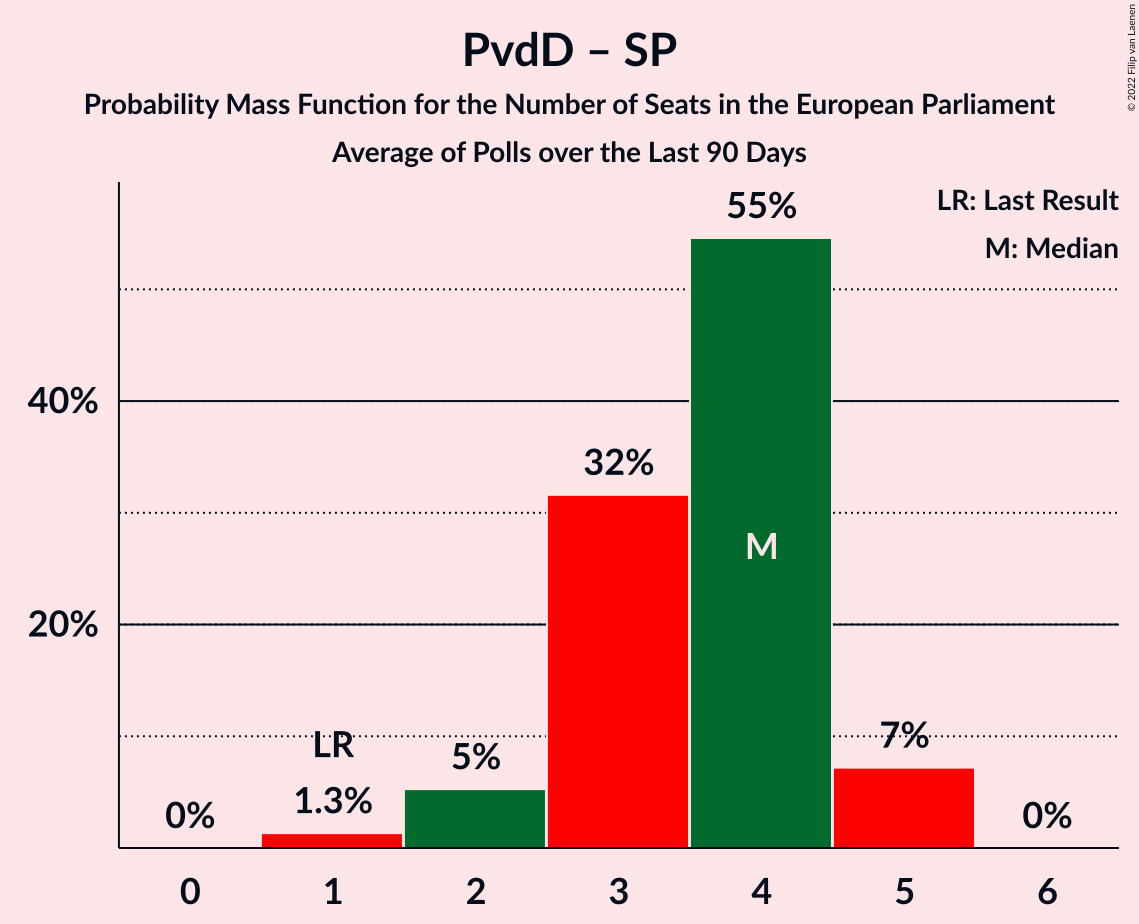 PvdD – SP
Probability Mass Function for the Number of Seats in the European Parliament
Average of Polls over the Last 90 Days
© 2022 Filip van Laenen
LR: Last Result
M: Median
55%
40%
32%
M
20%
LR
5%
7%
0%
1.3%
0%
0 1 2 3 4 5 6